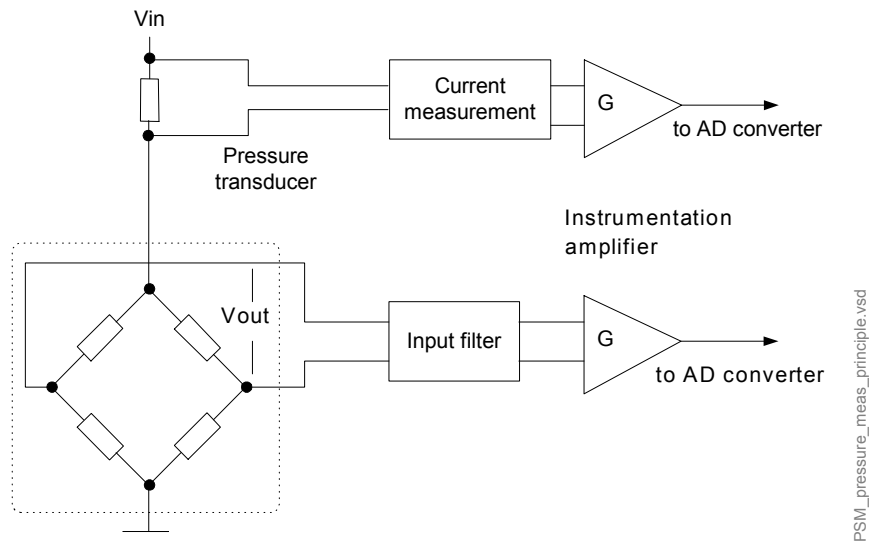 Vin
Current
measurement
G
to AD converter
Pressure
transducer
Instrumentation
amplifier
Vout
Input filter
G
to AD converter
PSM_pressure_meas_principle.vsd